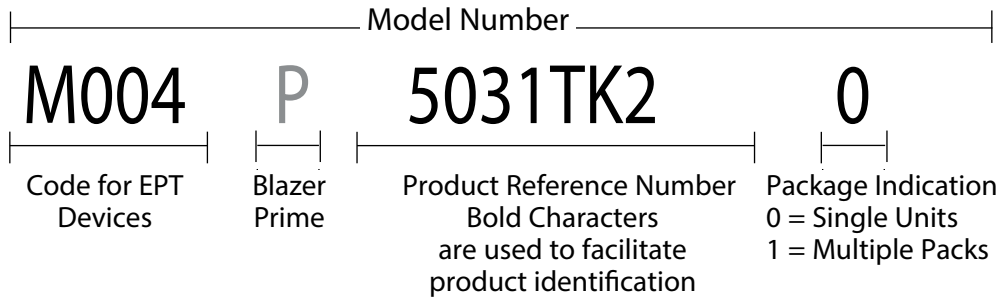 Model Number
M004 P 5031TK2 0
Code for EPT Devices
Blazer Prime
Product Reference Number
Bold Characters
are used to facilitate
product identification
Package Indication
0 = Single Units
1 = Multiple Packs